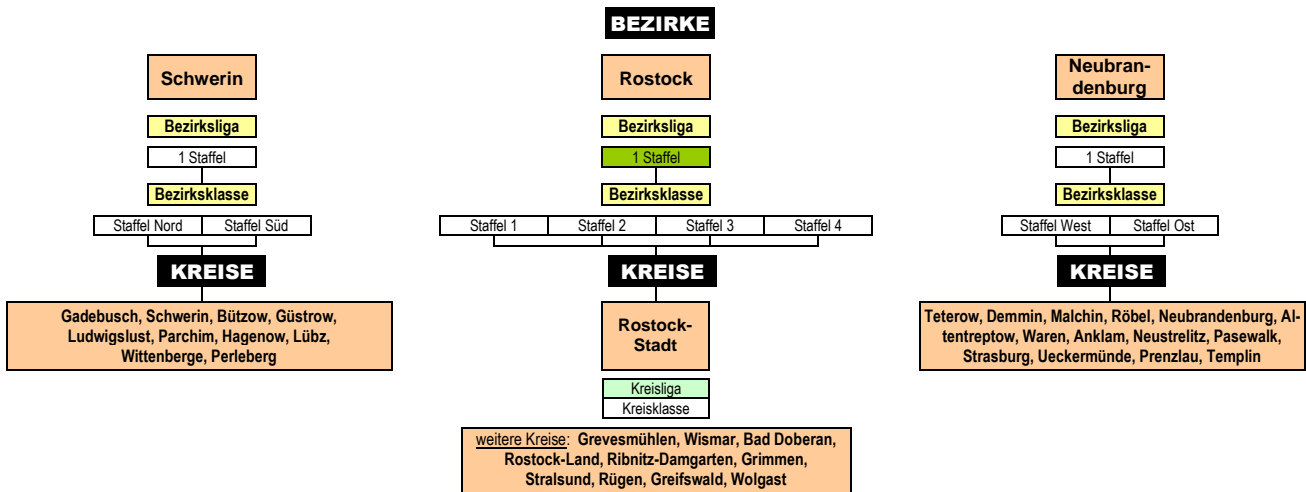 BEZIRKE
Schwerin
Bezirksliga
1 Staffel
Bezirksklasse
Staffel Nord
Staffel Süd
KREISE
Gadebusch, Schwerin, Bützow, Güstrow,
Ludwigslust, Parchim, Hagenow, Lübz,
Wittenberge, Perleberg
Rostock
Bezirksliga
1 Staffel
Bezirksklasse
Staffel 1
Staffel 2
Staffel 3
Staffel 4
KREISE
Rostock-
Stadt
Kreisliga
Kreisklasse
weitere Kreise: Grevesmühlen, Wismar, Bad Doberan,
Rostock-Land, Ribnitz-Damgarten, Grimmen,
Stralsund, Rügen, Greifswald, Wolgast
Neubran-
denburg
Bezirksliga
1 Staffel
Bezirksklasse
Staffel West
Staffel Ost
KREISE
Teterow, Demmin, Malchin, Röbel, Neubrandenburg, Al-
tentreptow, Waren, Anklam, Neustrelitz, Pasewalk,
Strasburg, Ueckermünde, Prenzlau, Templin